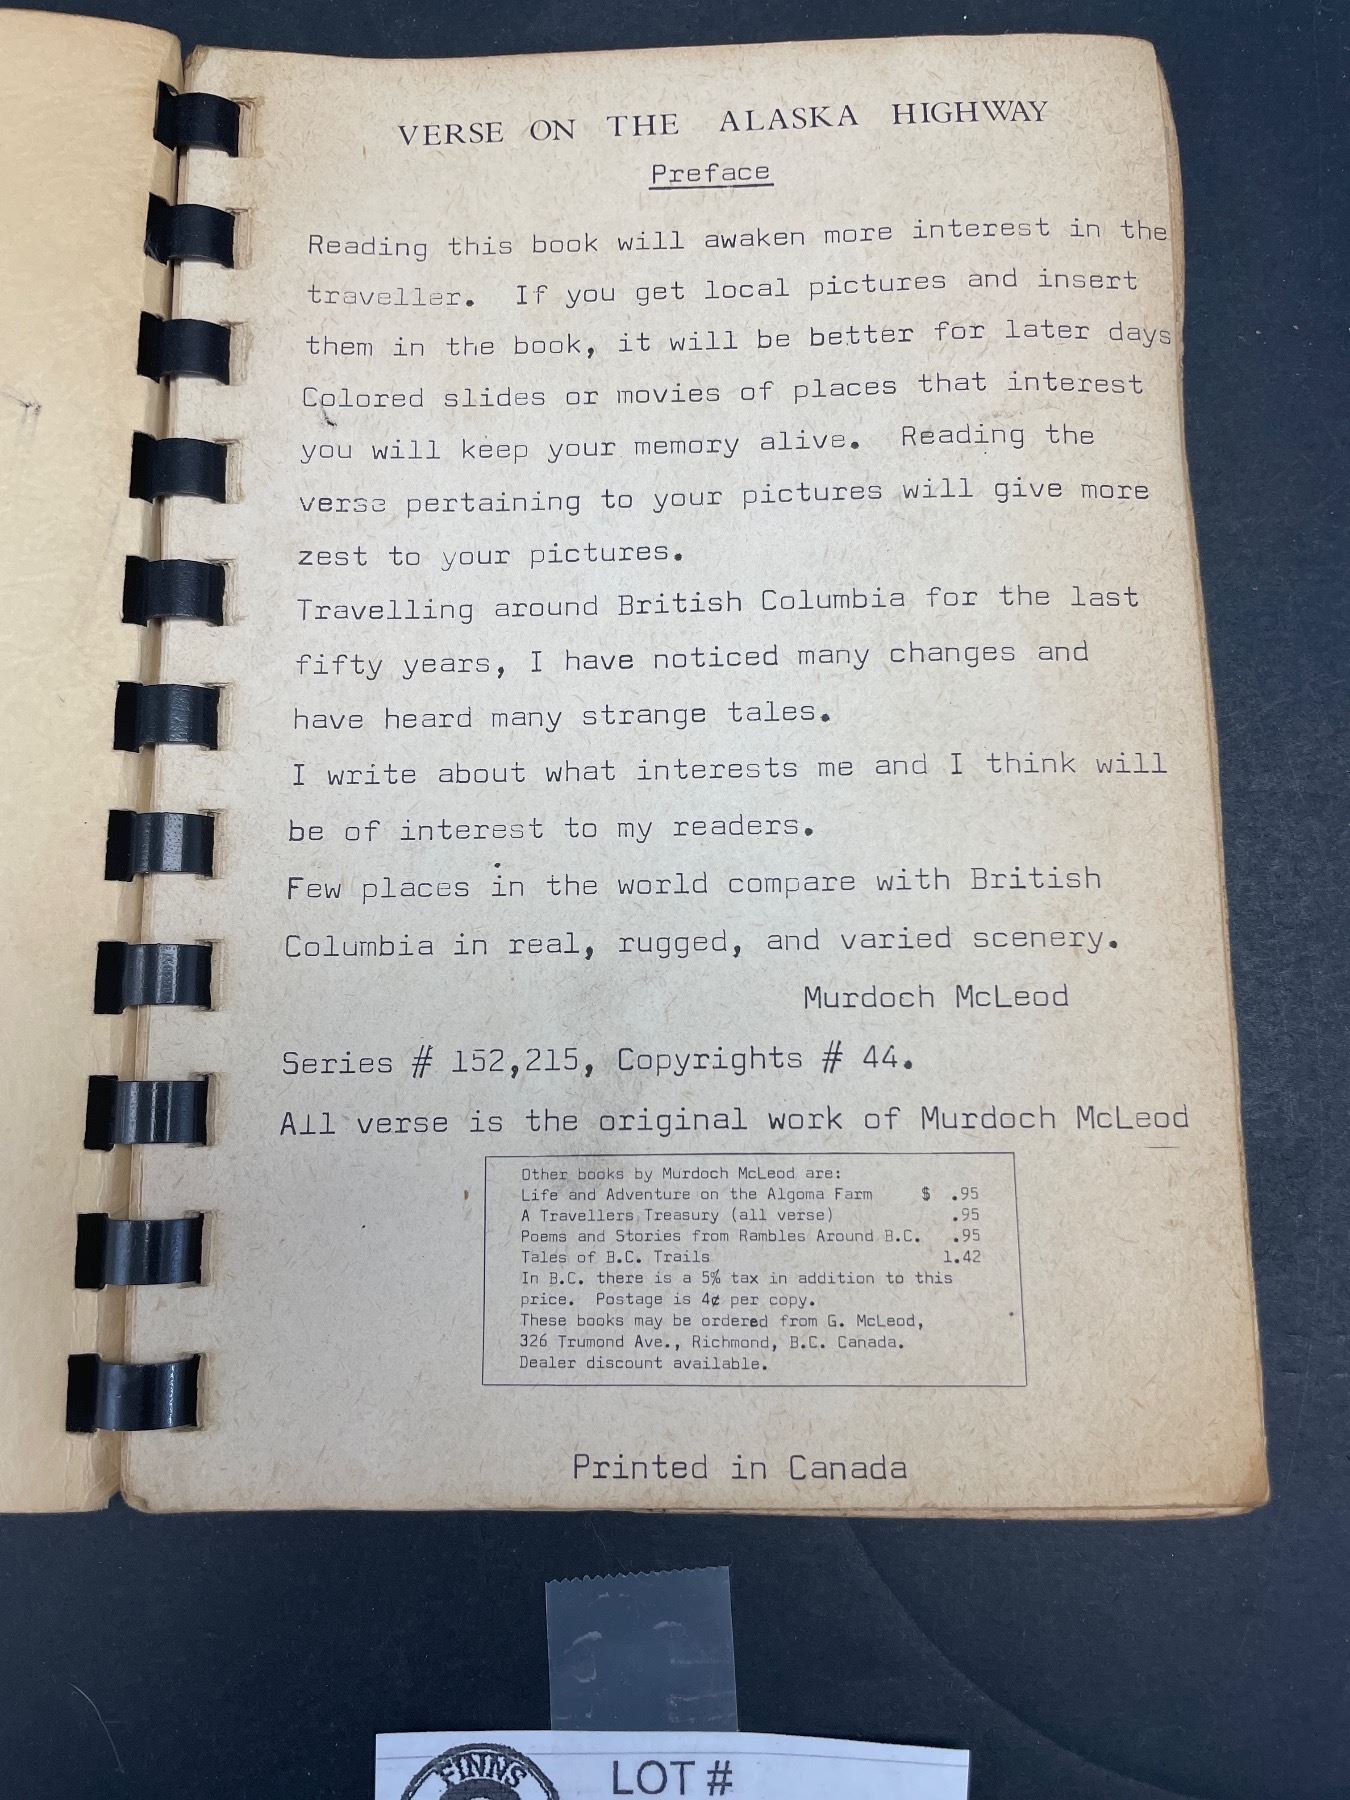 VERSE ON THE ALASKA HIGHWAY
Preface
Reading this book will awaken more interest in the
traveller. If you get local pictures and insert
them in the book, it will be better for later days
Colored slides or movies of places that interest
you will keep your memory alive. Reading the
verse pertaining to your pictures will give more
zest to your pictures.
Travelling around British Columbia for the last
fifty years, I have noticed many changes and
have heard many strange tales.
I write about what interests me and I think will
be of interest to my readers.
Few places in the world compare with British
Columbia in real, rugged, and varied scenery.
Murdoch McLeod
Series # 152,215, Copyrights # 44.
All verse is the original work of Murdoch McLeod
Other books by Murdoch McLeod are:
Life and Adventure on the Algoma Farm $ .95
A Travellers Treasury (all verse) .95
Poems and Stories from Rambles Around B.C. .95
Tales of B.C. Trails 1.42
In B.C. there is a 5% tax in addition to this
price. Postage is 4¢ per copy.
These books may be ordered from G. McLeod,
326 Trumond Ave., Richmond, B.C. Canada.
Dealer discount available.
Printed in Canada
FINNS
LOT #